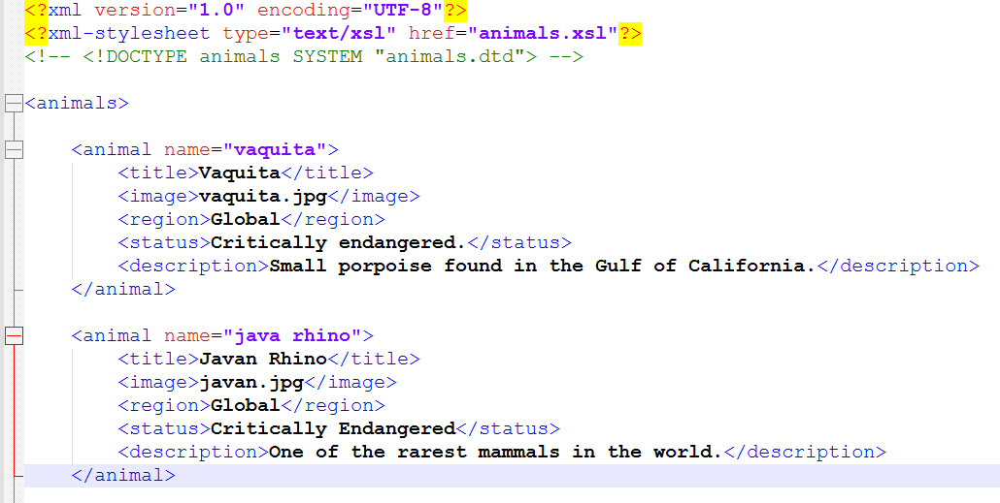 <?xml version="1.0" encoding="UTF-8"?>
<?xml-stylesheet type="text/xsl" href="animals.xsl"?>
<!-- <!DOCTYPE animals SYSTEM "animals.dtd"> -->
<animals>
<animal name="vaquita">
<title>Vaquita</title>
<image>vaquita.jpg</image>
<region>Global</region>
<status>Critically endangered.</status>
<description>Small porpoise found in the Gulf of California.</description>
</animal>
<animal name="java rhino">
<title>Javan Rhino</title>
<image>javan.jpg</image>
<region>Global</region>
<status>Critically Endangered</status>
<description>One of the rarest mammals in the world.</description>
</animal>